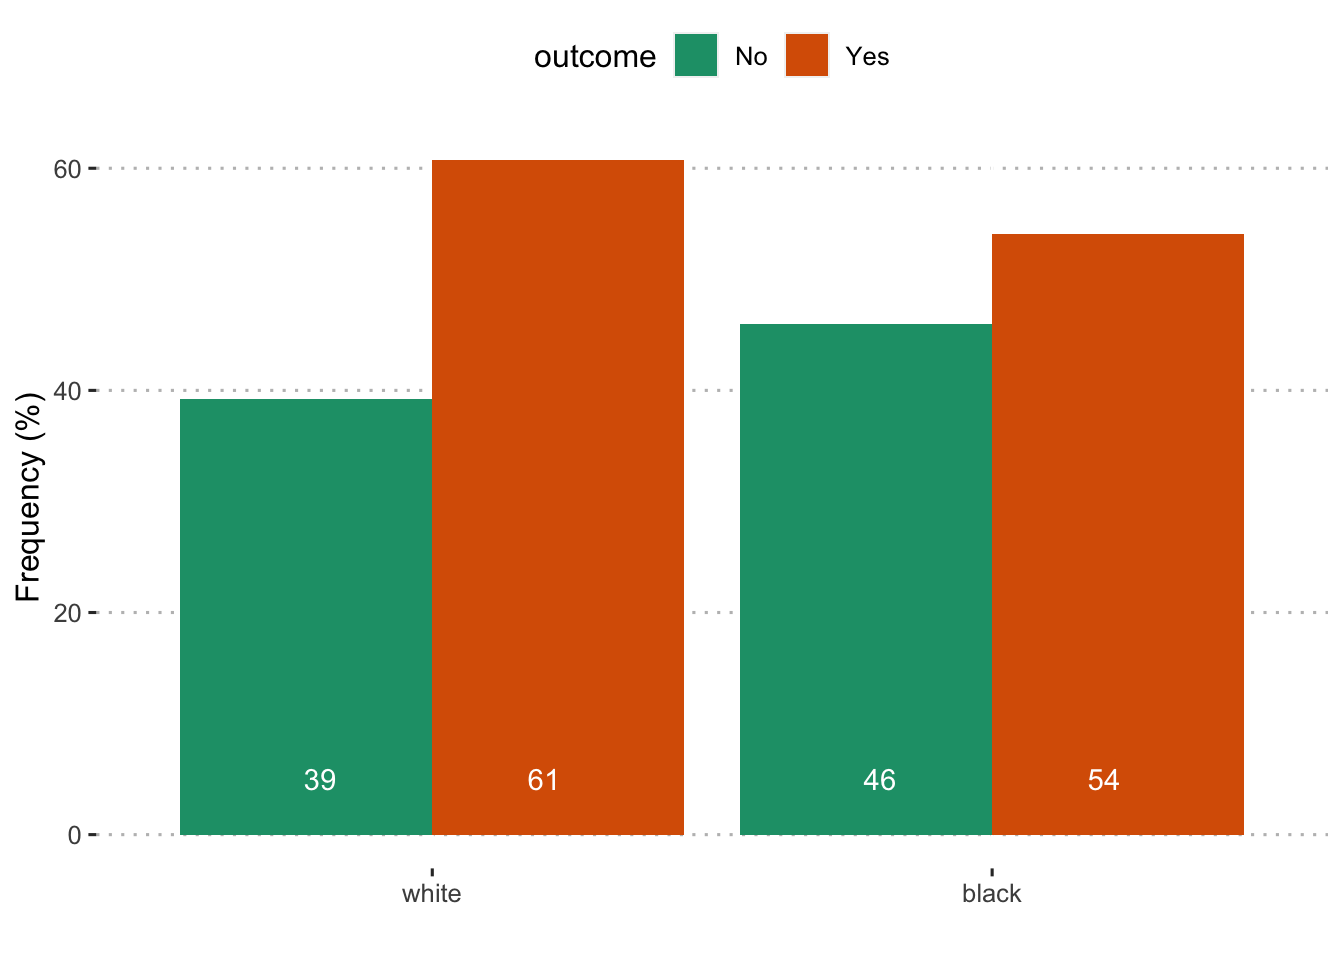 outcome No Yes
60
40
20
0
Frequency (%)
39 61 46 54
white black